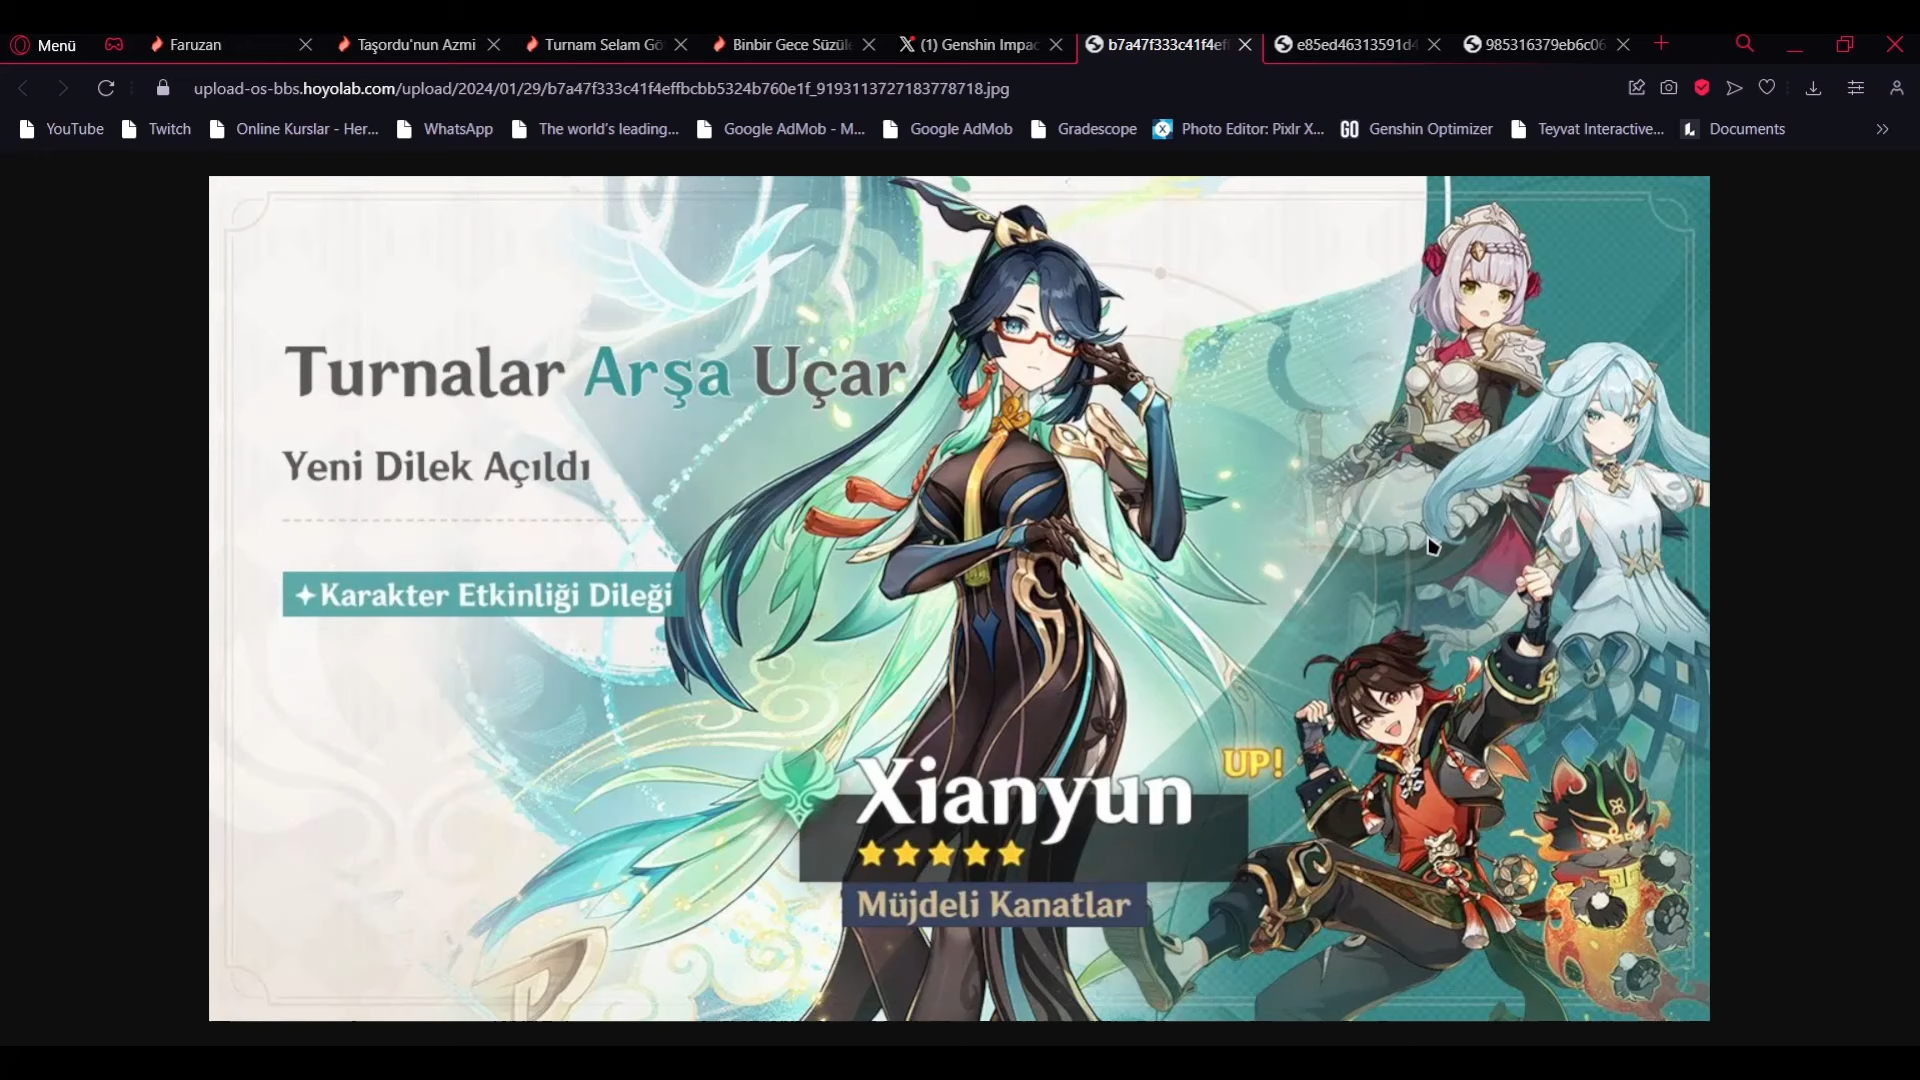 Menü
Faruzan
Taşordu'nun Azmi
Turnam Selam Gö
Binbir Gece Süzül
(1) Genshin Impac
b7a47f333c41f4eff
e85ed46313591d4
985316379eb6c06
upload-os-bbs.hoyolab.com/upload/2024/01/29/b7a47f333c41f4effbcbb5324b760e1f_9193113727183778718.jpg
YouTube
Twitch
Online Kurslar - Her...
WhatsApp
The world's leading...
Google AdMob - M...
Google AdMob
Gradescope
Photo Editor: Pixlr X...
GO
Genshin Optimizer
Teyvat Interactive...
Documents
Turnalar Arşa Uçar
Yeni Dilek Açıldı
Karakter Etkinliği Dileği
UP!
Xianyun
Müjdeli Kanatlar